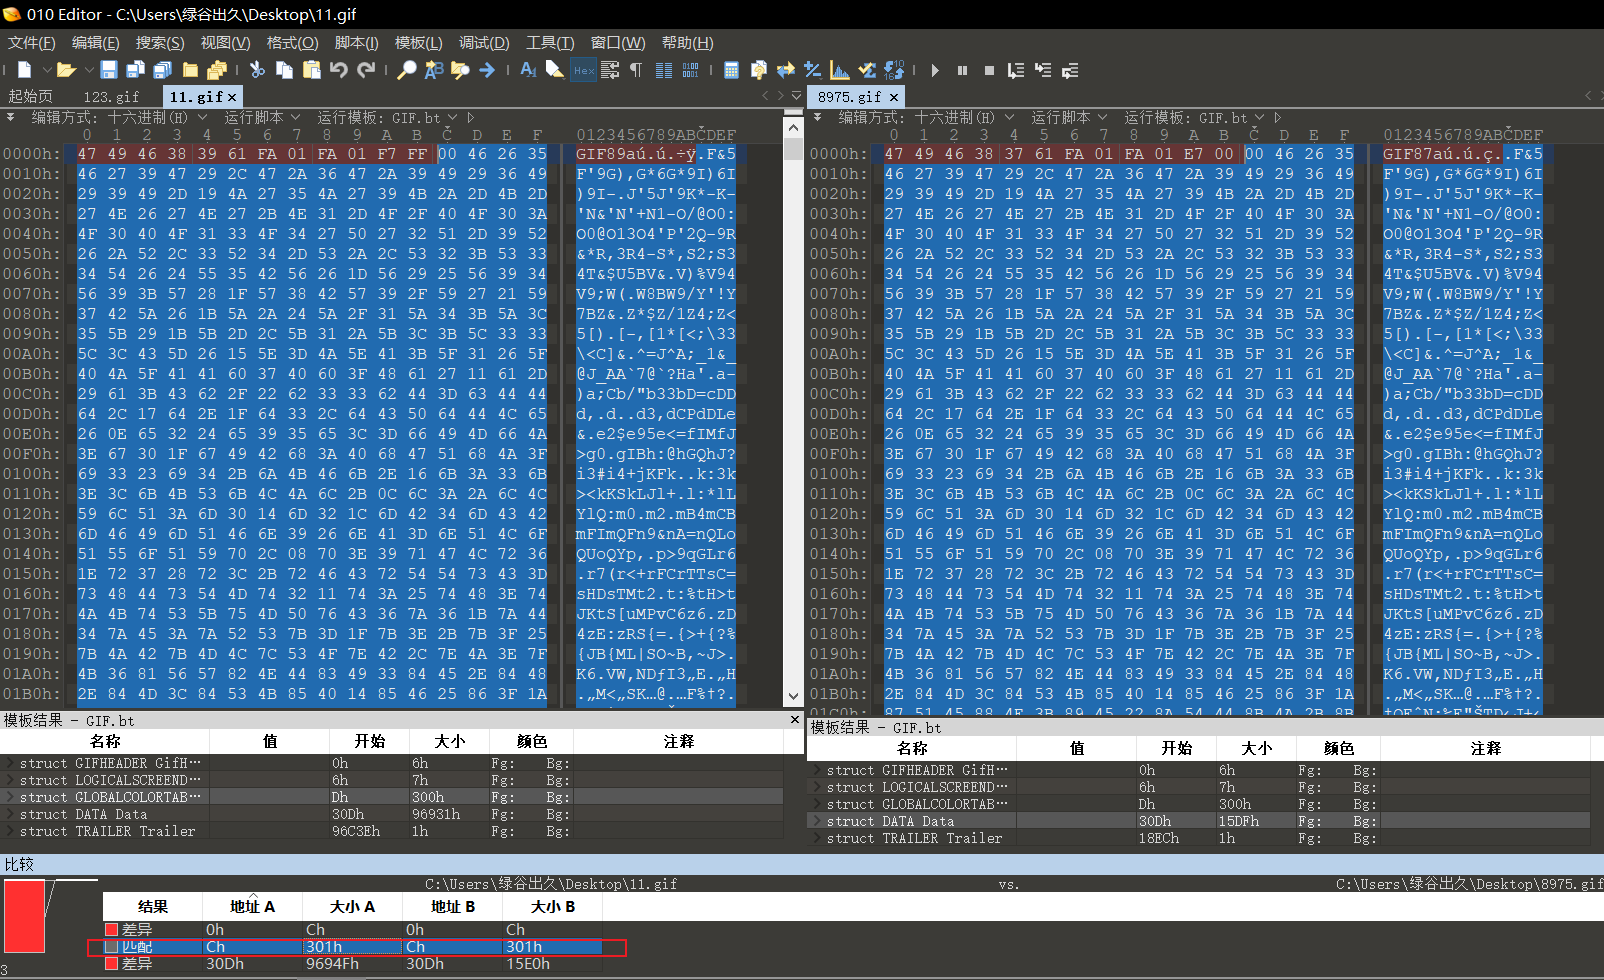 010 Editor - C:\Users\绿谷出久\Desktop\11.gif
文件(F) 编辑(E) 搜索(S) 视图(V) 格式(O) 脚本(I) 模板(L) 调试(D) 工具(T) 窗口(W) 帮助(H)
起始页 123.gif 11.gif ×
编辑方式: 十六进制(H) 运行脚本 运行模板: GIF.bt
0 1 2 3 4 5 6 7 8 9 A B C D E F 0123456789ABCDEF
0000h: 47 49 46 38 39 61 FA 01 FA 01 F7 FF 00 46 26 35 GIF89aú.ú.÷ÿ.F&5
0010h: 46 27 39 47 29 2C 47 2A 36 47 2A 39 49 29 36 49 F'9G),G*6G*9I)6I
0020h: 29 39 49 2D 19 4A 27 35 4A 27 39 4B 2A 2D 4B 2D )9I-.J'5J'9K*-K-
0030h: 27 4E 26 27 4E 27 2B 4E 31 2D 4F 2F 40 4F 30 3A 'N&'N'+N1-O/@O0:
0040h: 4F 30 40 4F 31 33 4F 34 27 50 27 32 51 2D 39 52 O0@O13O4'P'2Q-9R
0050h: 26 2A 52 2C 33 52 34 2D 53 2A 2C 53 32 3B 53 33 &*R,3R4-S*,S2;S3
0060h: 34 54 26 24 55 35 42 56 26 1D 56 29 25 56 39 34 4T&$U5BV&.V)%V94
0070h: 56 39 3B 57 28 1F 57 38 42 57 39 2F 59 27 21 59 V9;W(.W8BW9/Y'!Y
0080h: 37 42 5A 26 1B 5A 2A 24 5A 2F 31 5A 34 3B 5A 3C 7BZ&.Z*$Z/1Z4;Z<
0090h: 35 5B 29 1B 5B 2D 2C 5B 31 2A 5B 3C 3B 5C 33 33 5[).[-,[1*[<;\33
00A0h: 5C 3C 43 5D 26 15 5E 3D 4A 5E 41 3B 5F 31 26 5F \<C]&.^=J^A;_1&_
00B0h: 40 4A 5F 41 41 60 37 40 60 3F 48 61 27 11 61 2D @J_AA`7@`?Ha'.a-
00C0h: 29 61 3B 43 62 2F 22 62 33 33 62 44 3D 63 44 44 )a;Cb/"b33bD=cDD
00D0h: 64 2C 17 64 2E 1F 64 33 2C 64 43 50 64 44 4C 65 d,.d..d3,dCPdDLe
00E0h: 26 0E 65 32 24 65 39 35 65 3C 3D 66 49 4D 66 4A &.e2$e95e<=fIMfJ
00F0h: 3E 67 30 1F 67 49 42 68 3A 40 68 47 51 68 4A 3F >g0.gIBh:@hGQhJ?
0100h: 69 33 23 69 34 2B 6A 4B 46 6B 2E 16 6B 3A 33 6B i3#i4+jKFk..k:3k
0110h: 3E 3C 6B 4B 53 6B 4C 4A 6C 2B 0C 6C 3A 2A 6C 4C ><kKSkLJl+.l:*lL
0120h: 59 6C 51 3A 6D 30 14 6D 32 1C 6D 42 34 6D 43 42 YlQ:m0.m2.mB4mCB
0130h: 6D 46 49 6D 51 46 6E 39 26 6E 41 3D 6E 51 4C 6F mFImQFn9&nA=nQLo
0140h: 51 55 6F 51 59 70 2C 08 70 3E 39 71 47 4C 72 36 QUoQYp,.p>9qGLr6
0150h: 1E 72 37 28 72 3C 2B 72 46 43 72 54 54 73 43 3D .r7(r<+rFCrTTsC=
0160h: 73 48 44 73 54 4D 74 32 11 74 3A 25 74 48 3E 74 sHDsTMt2.t:%tH>t
0170h: 4A 4B 74 53 5B 75 4D 50 76 43 36 7A 36 1B 7A 44 JKtS[uMPvC6z6.zD
0180h: 34 7A 45 3A 7A 52 53 7B 3D 1F 7B 3E 2B 7B 3F 25 4zE:zRS{=.{>+{?%
0190h: 7B 4A 42 7B 4D 4C 7C 53 4F 7E 42 2C 7E 4A 3E 7F {JB{ML|SO~B,~J>.
01A0h: 4B 36 81 56 57 82 4E 44 83 49 33 84 45 2E 84 48 K6.VW‚NDƒI3„E.„H
01B0h: 2E 84 4D 3C 84 53 4B 85 40 14 85 46 25 86 3F 1A .„M<„SK…@.…F%†?.
模板结果 - GIF.bt
名称 值 开始 大小 颜色 注释
struct GIFHEADER GifH… 0h 6h Fg: Bg:
struct LOGICALSCREEND… 6h 7h Fg: Bg:
struct GLOBALCOLORTAB… Dh 300h Fg: Bg:
struct DATA Data 30Dh 96931h Fg: Bg:
struct TRAILER Trailer 96C3Eh 1h Fg: Bg:
8975.gif ×
编辑方式: 十六进制(H) 运行脚本 运行模板: GIF.bt
0 1 2 3 4 5 6 7 8 9 A B C D E F 0123456789ABCDEF
0000h: 47 49 46 38 37 61 FA 01 FA 01 E7 00 00 46 26 35 GIF87aú.ú.ç..F&5
0010h: 46 27 39 47 29 2C 47 2A 36 47 2A 39 49 29 36 49 F'9G),G*6G*9I)6I
0020h: 29 39 49 2D 19 4A 27 35 4A 27 39 4B 2A 2D 4B 2D )9I-.J'5J'9K*-K-
0030h: 27 4E 26 27 4E 27 2B 4E 31 2D 4F 2F 40 4F 30 3A 'N&'N'+N1-O/@O0:
0040h: 4F 30 40 4F 31 33 4F 34 27 50 27 32 51 2D 39 52 O0@O13O4'P'2Q-9R
0050h: 26 2A 52 2C 33 52 34 2D 53 2A 2C 53 32 3B 53 33 &*R,3R4-S*,S2;S3
0060h: 34 54 26 24 55 35 42 56 26 1D 56 29 25 56 39 34 4T&$U5BV&.V)%V94
0070h: 56 39 3B 57 28 1F 57 38 42 57 39 2F 59 27 21 59 V9;W(.W8BW9/Y'!Y
0080h: 37 42 5A 26 1B 5A 2A 24 5A 2F 31 5A 34 3B 5A 3C 7BZ&.Z*$Z/1Z4;Z<
0090h: 35 5B 29 1B 5B 2D 2C 5B 31 2A 5B 3C 3B 5C 33 33 5[).[-,[1*[<;\33
00A0h: 5C 3C 43 5D 26 15 5E 3D 4A 5E 41 3B 5F 31 26 5F \<C]&.^=J^A;_1&_
00B0h: 40 4A 5F 41 41 60 37 40 60 3F 48 61 27 11 61 2D @J_AA`7@`?Ha'.a-
00C0h: 29 61 3B 43 62 2F 22 62 33 33 62 44 3D 63 44 44 )a;Cb/"b33bD=cDD
00D0h: 64 2C 17 64 2E 1F 64 33 2C 64 43 50 64 44 4C 65 d,.d..d3,dCPdDLe
00E0h: 26 0E 65 32 24 65 39 35 65 3C 3D 66 49 4D 66 4A &.e2$e95e<=fIMfJ
00F0h: 3E 67 30 1F 67 49 42 68 3A 40 68 47 51 68 4A 3F >g0.gIBh:@hGQhJ?
0100h: 69 33 23 69 34 2B 6A 4B 46 6B 2E 16 6B 3A 33 6B i3#i4+jKFk..k:3k
0110h: 3E 3C 6B 4B 53 6B 4C 4A 6C 2B 0C 6C 3A 2A 6C 4C ><kKSkLJl+.l:*lL
0120h: 59 6C 51 3A 6D 30 14 6D 32 1C 6D 42 34 6D 43 42 YlQ:m0.m2.mB4mCB
0130h: 6D 46 49 6D 51 46 6E 39 26 6E 41 3D 6E 51 4C 6F mFImQFn9&nA=nQLo
0140h: 51 55 6F 51 59 70 2C 08 70 3E 39 71 47 4C 72 36 QUoQYp,.p>9qGLr6
0150h: 1E 72 37 28 72 3C 2B 72 46 43 72 54 54 73 43 3D .r7(r<+rFCrTTsC=
0160h: 73 48 44 73 54 4D 74 32 11 74 3A 25 74 48 3E 74 sHDsTMt2.t:%tH>t
0170h: 4A 4B 74 53 5B 75 4D 50 76 43 36 7A 36 1B 7A 44 JKtS[uMPvC6z6.zD
0180h: 34 7A 45 3A 7A 52 53 7B 3D 1F 7B 3E 2B 7B 3F 25 4zE:zRS{=.{>+{?%
0190h: 7B 4A 42 7B 4D 4C 7C 53 4F 7E 42 2C 7E 4A 3E 7F {JB{ML|SO~B,~J>.
01A0h: 4B 36 81 56 57 82 4E 44 83 49 33 84 45 2E 84 48 K6.VW‚NDƒI3„E.„H
01B0h: 2E 84 4D 3C 84 53 4B 85 40 14 85 46 25 86 3F 1A .„M<„SK…@.…F%†?.
模板结果 - GIF.bt
名称 值 开始 大小 颜色 注释
struct GIFHEADER GifH… 0h 6h Fg: Bg:
struct LOGICALSCREEND… 6h 7h Fg: Bg:
struct GLOBALCOLORTAB… Dh 300h Fg: Bg:
struct DATA Data 30Dh 15DFh Fg: Bg:
struct TRAILER Trailer 18ECh 1h Fg: Bg:
比较
C:\Users\绿谷出久\Desktop\11.gif vs. C:\Users\绿谷出久\Desktop\8975.gif
结果 地址 A 大小 A 地址 B 大小 B
差异 0h Ch 0h Ch
匹配 Ch 301h Ch 301h
差异 30Dh 9694Fh 30Dh 15E0h
3